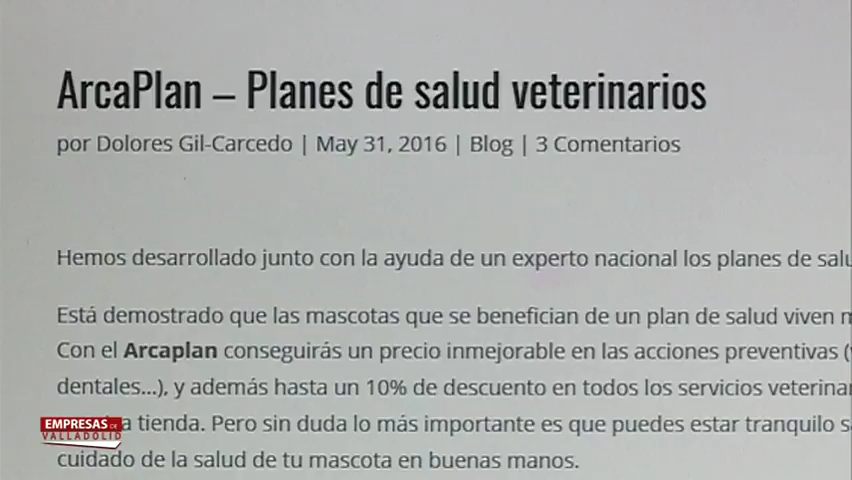 ArcaPlan – Planes de salud veterinarios
por Dolores Gil-Carcedo | May 31, 2016 | Blog | 3 Comentarios
Hemos desarrollado junto con la ayuda de un experto nacional los planes de salu
Está demostrado que las mascotas que se benefician de un plan de salud viven m
Con el Arcaplan conseguirás un precio inmejorable en las acciones preventivas (
dentales...), y además hasta un 10% de descuento en todos los servicios veterinar
a tienda. Pero sin duda lo más importante es que puedes estar tranquilo s
cuidado de la salud de tu mascota en buenas manos.
EMPRESAS DE
VALLADOLID